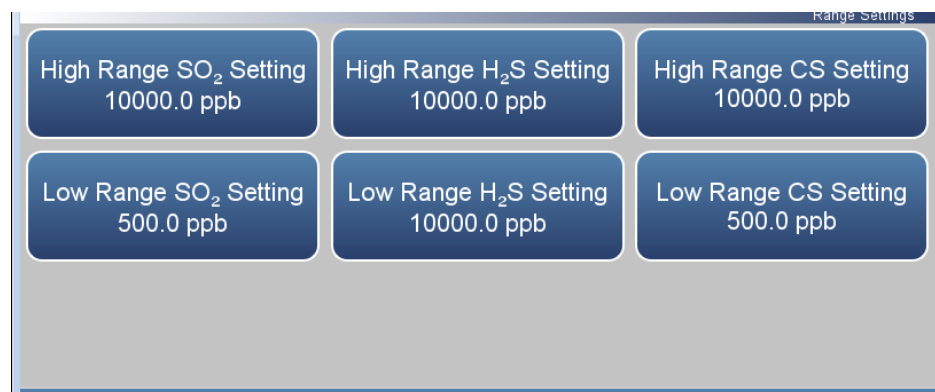 Range Settings
High Range SO₂ Setting
10000.0 ppb
High Range H₂S Setting
10000.0 ppb
High Range CS Setting
10000.0 ppb
Low Range SO₂ Setting
500.0 ppb
Low Range H₂S Setting
10000.0 ppb
Low Range CS Setting
500.0 ppb